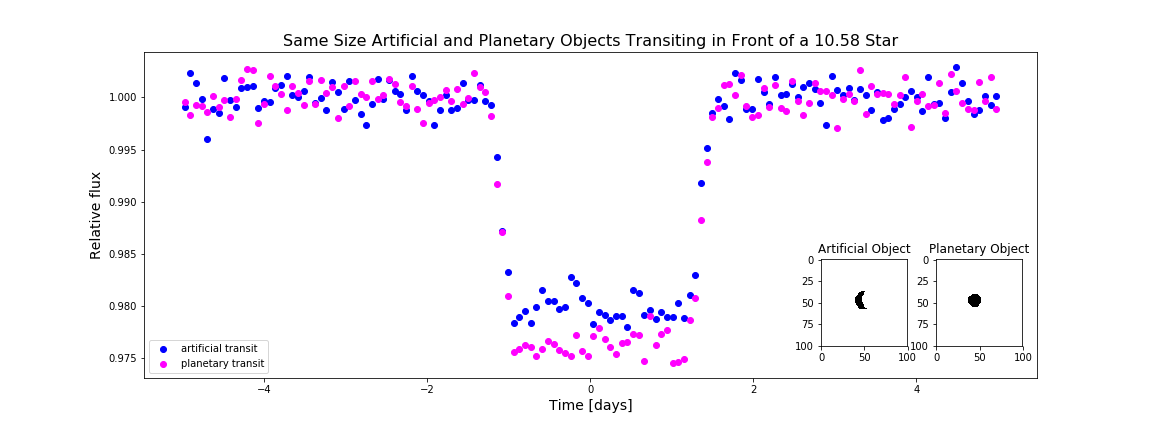 Same Size Artificial and Planetary Objects Transiting in Front of a 10.58 Star
Relative flux
1.000
0.995
0.990
0.985
0.980
0.975
artificial transit
planetary transit
Artificial Object
0
25
50
75
100
0 50 100
Planetary Object
0
25
50
75
100
0 50 100
−4 −2 0 2 4
Time [days]